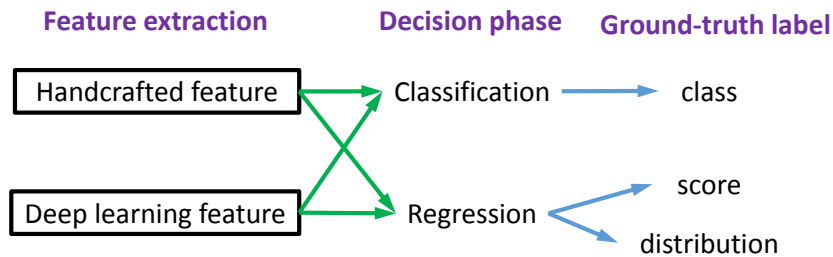 Feature extraction
Decision phase
Ground-truth label
Handcrafted feature
Classification
class
Deep learning feature
Regression
score
distribution